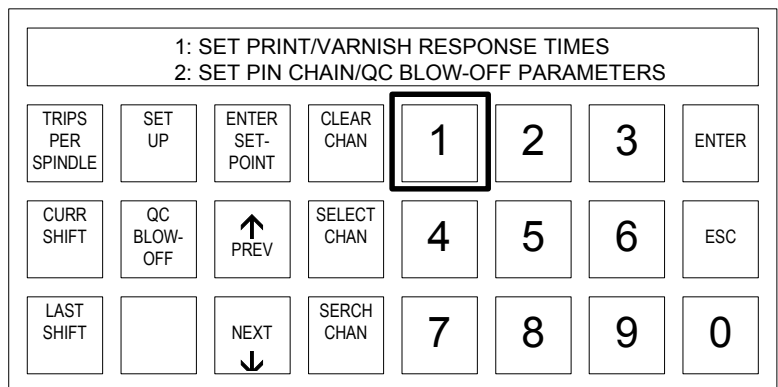 1: SET PRINT/VARNISH RESPONSE TIMES
2: SET PIN CHAIN/QC BLOW-OFF PARAMETERS
TRIPS
PER
SPINDLE
SET
UP
ENTER
SET-
POINT
CLEAR
CHAN
1
2
3
ENTER
CURR
SHIFT
QC
BLOW-
OFF
PREV
SELECT
CHAN
4
5
6
ESC
LAST
SHIFT
NEXT
SERCH
CHAN
7
8
9
0